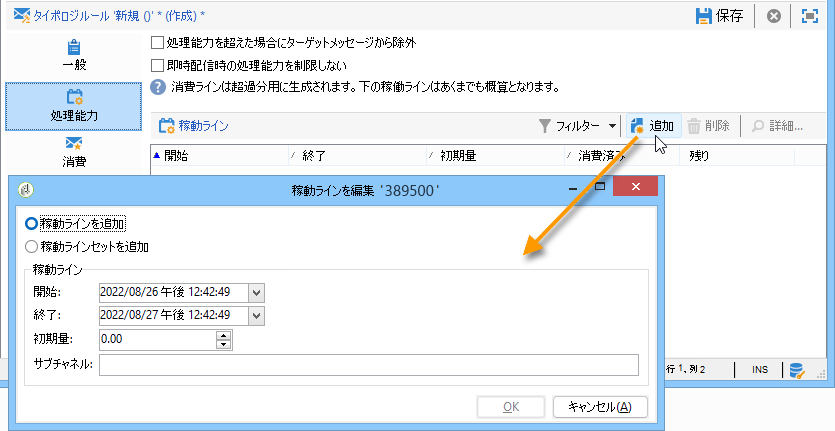 タイポロジルール '新規 ()' * (作成) *
保存
一般
処理能力
消費
処理能力を超えた場合にターゲットメッセージから除外
即時配信時の処理能力を制限しない
消費ラインは超過分用に生成されます。下の稼働ラインはあくまでも概算となります。
稼動ライン
フィルター
追加
削除
詳細...
開始
終了
初期量
消費済み
残り
稼動ラインを編集 '389500'
稼動ラインを追加
稼動ラインセットを追加
稼動ライン
開始: 2022/08/26 午後 12:42:49
終了: 2022/08/27 午後 12:42:49
初期量: 0.00
サブチャネル:
OK
キャンセル(A)
行 1、列 2
INS